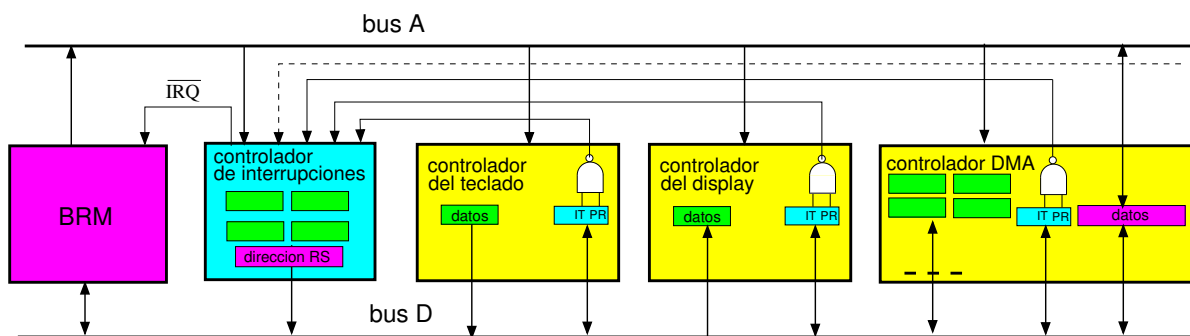 bus A
IRQ
BRM
controlador
de interrupciones
direccion RS
controlador
del teclado
datos
IT PR
controlador
del display
datos
IT PR
controlador DMA
IT PR
datos
bus D